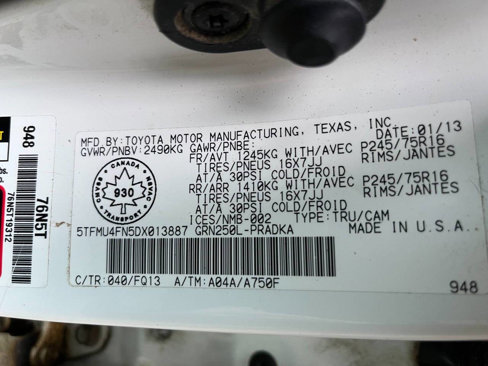 MFD BY:TOYOTA MOTOR MANUFACTURING, TEXAS, INC.
GVWR/PNBV:2490KG GAWR/PNBE: DATE:01/13
FR/AVT 1245KG WITH/AVEC P245/75R16
TIRES/PNEUS 16X7JJ RIMS/JANTES
AT/A 30PSI COLD/FROID
RR/ARR 1410KG WITH/AVEC P245/75R16
TIRES/PNEUS 16X7JJ RIMS/JANTES
AT/A 30PSI COLD/FROID
ICES/NMB-002 TYPE:TRU/CAM
5TFMU4FN5DX013887 GRN250L-PRADKA MADE IN U.S.A.
C/TR:040/FQ13 A/TM:A04A/A750F
948
CANADA
930
TRANSPORT
948
76N5T
76N5T19312